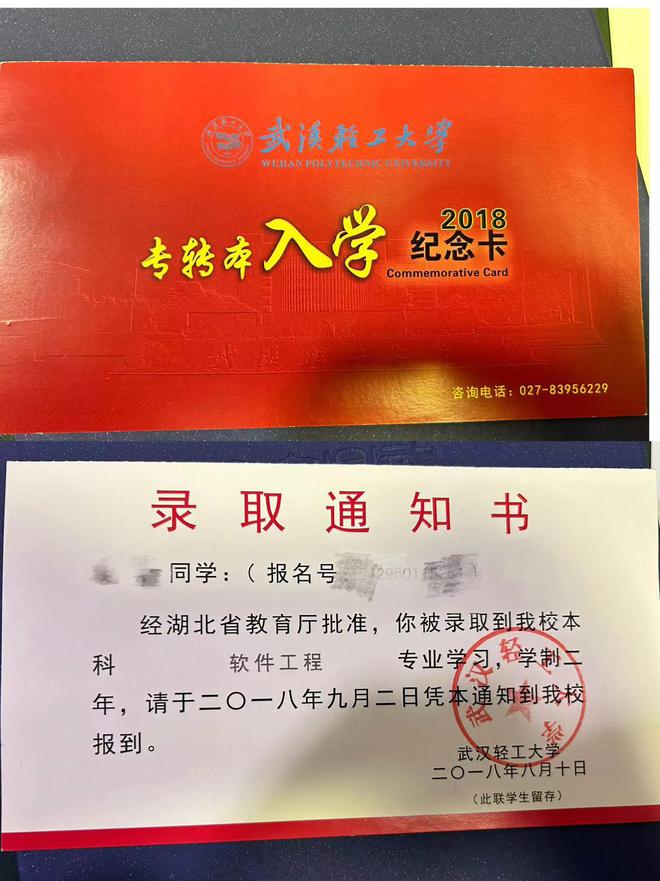 武汉轻工大学
WUHAN POLYTECHNIC UNIVERSITY
专转本入学
2018
纪念卡
Commemorative Card
咨询电话：027-83956229
录取通知书
同学：（报名号
经湖北省教育厅批准，你被录取到我校本
科 软件工程 专业学习，学制二
年，请于二〇一八年九月二日凭本通知到我校
报到。
武汉轻工大学
二〇一八年八月十日
（此联学生留存）